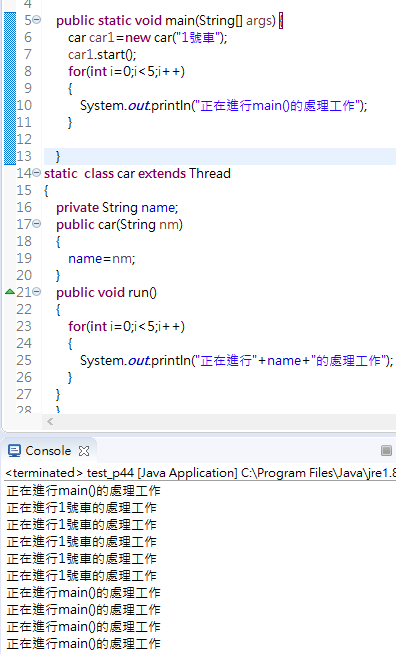 4
5 public static void main(String[] args) {
6 car car1=new car("1號車");
7 car1.start();
8 for(int i=0;i<5;i++)
9 {
10 System.out.println("正在進行main()的處理工作");
11 }
12
13 }
14 static class car extends Thread
15 {
16 private String name;
17 public car(String nm)
18 {
19 name=nm;
20 }
21 public void run()
22 {
23 for(int i=0;i<5;i++)
24 {
25 System.out.println("正在進行"+name+"的處理工作");
26 }
27 }
28 }
Console
<terminated> test_p44 [Java Application] C:\Program Files\Java\jre1.8
正在進行main()的處理工作
正在進行1號車的處理工作
正在進行1號車的處理工作
正在進行1號車的處理工作
正在進行1號車的處理工作
正在進行1號車的處理工作
正在進行main()的處理工作
正在進行main()的處理工作
正在進行main()的處理工作
正在進行main()的處理工作